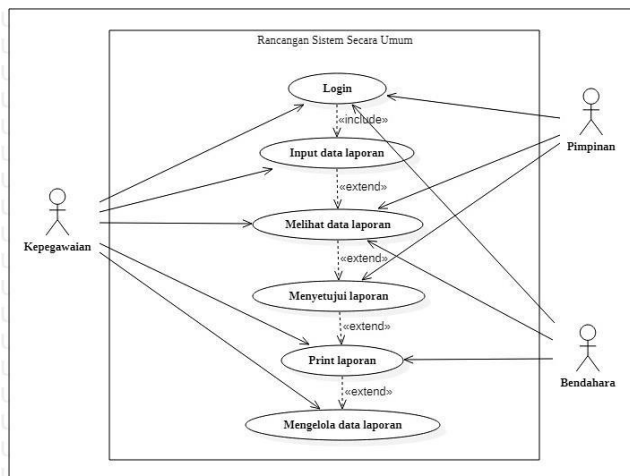 Rancangan Sistem Secara Umum
Login
«include»
Input data laporan
«extend»
Melihat data laporan
«extend»
Menyetujui laporan
«extend»
Print laporan
«extend»
Mengelola data laporan
Kepegawaian
Pimpinan
Bendahara